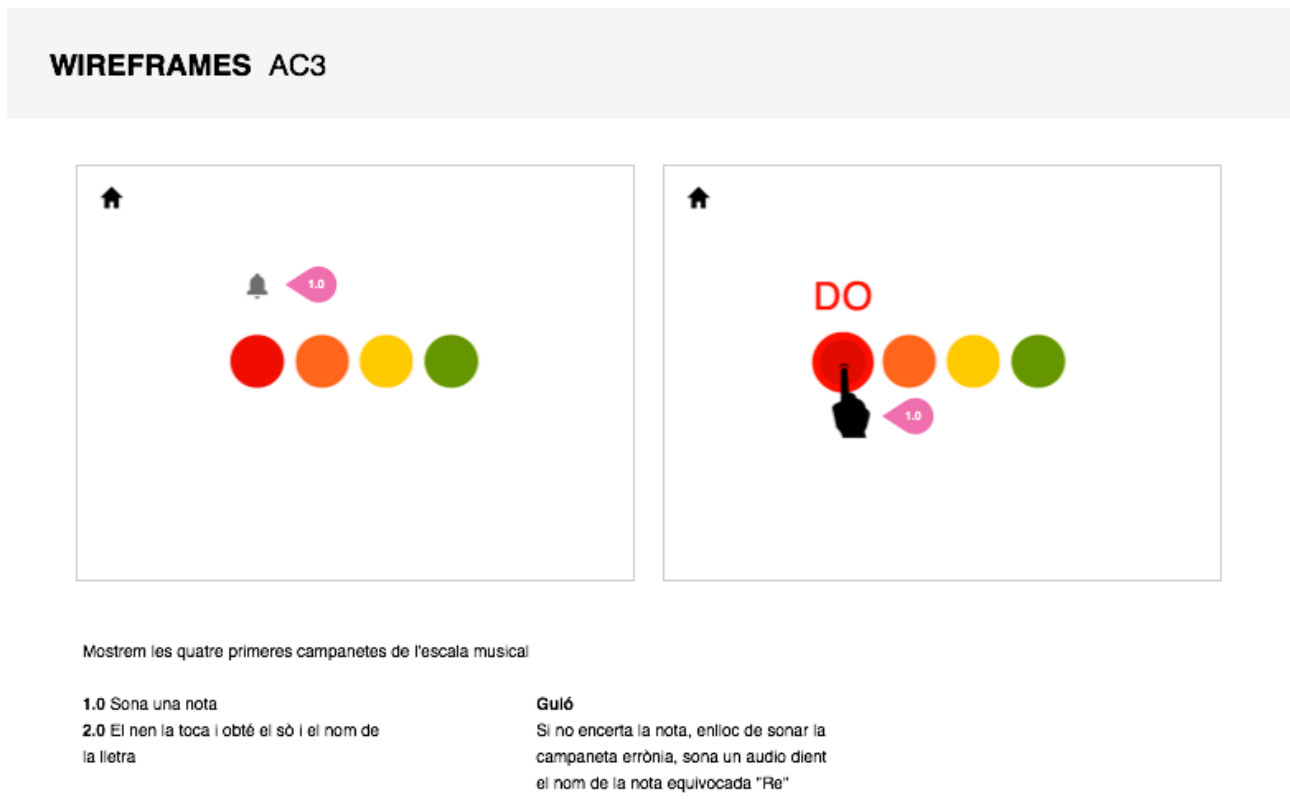 WIREFRAMES AC3
1.0
DO
1.0
Mostrem les quatre primeres campanetes de l'escala musical
1.0 Sona una nota
2.0 El nen la toca i obté el sò i el nom de
la lletra
Guió
Si no encerta la nota, enlloc de sonar la
campaneta errònia, sona un audio dient
el nom de la nota equivocada "Re"